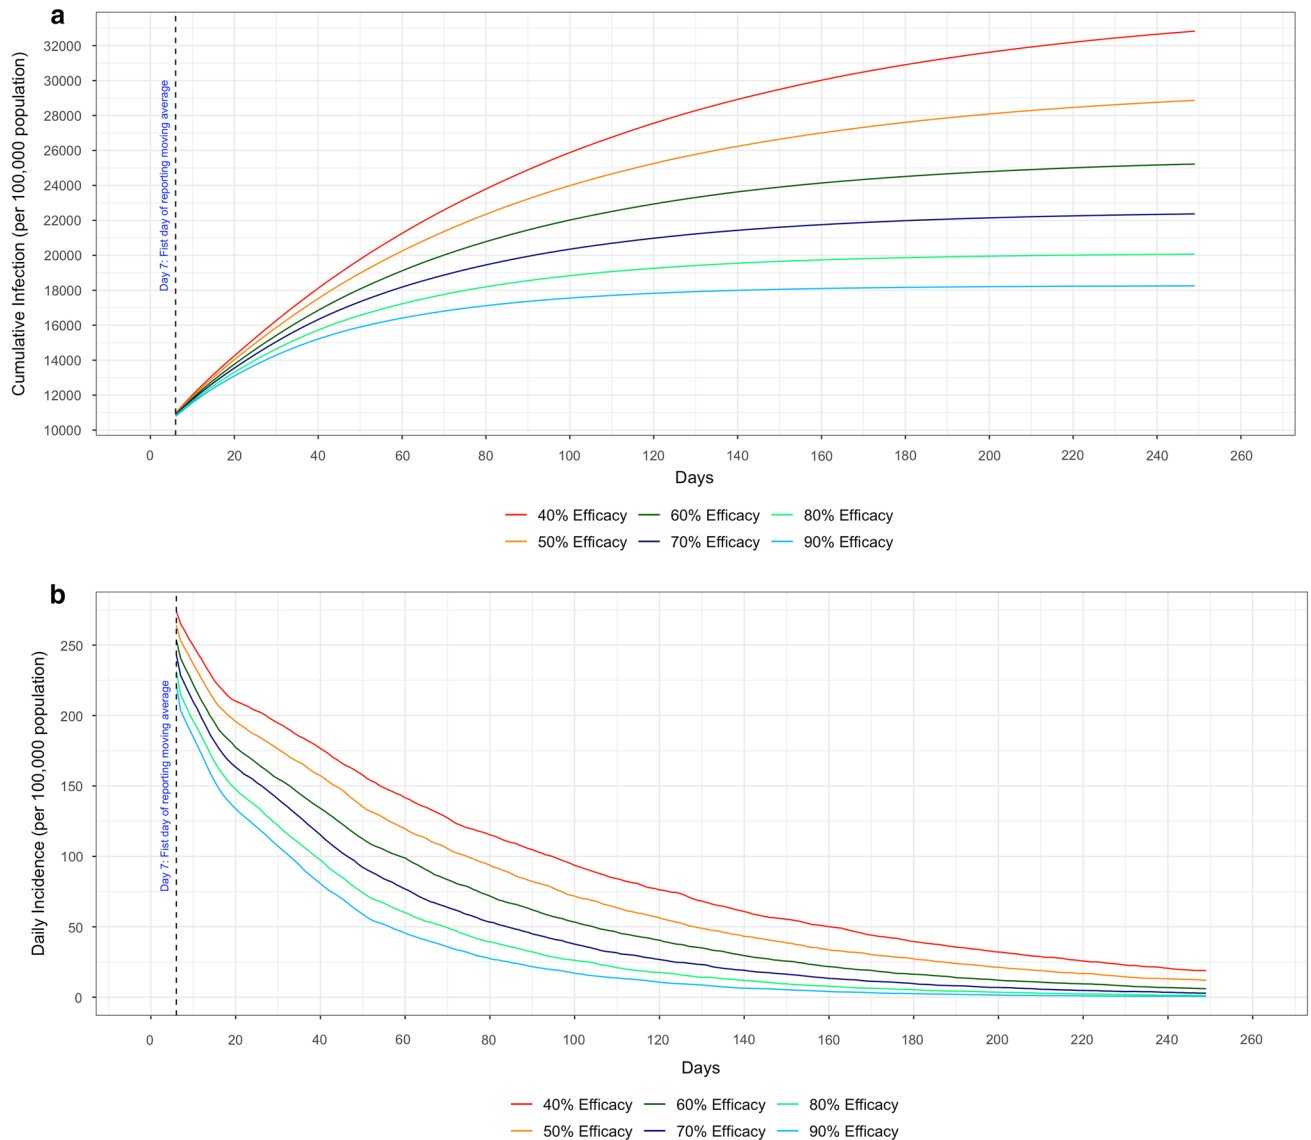 a
Cumulative Infection (per 100,000 population)
32000
30000
28000
26000
24000
22000
20000
18000
16000
14000
12000
10000
Day 7: Fist day of reporting moving average
0 20 40 60 80 100 120 140 160 180 200 220 240 260
Days
40% Efficacy 60% Efficacy 80% Efficacy
50% Efficacy 70% Efficacy 90% Efficacy
b
Daily Incidence (per 100,000 population)
250
200
150
100
50
0
Day 7: Fist day of reporting moving average
0 20 40 60 80 100 120 140 160 180 200 220 240 260
Days
40% Efficacy 60% Efficacy 80% Efficacy
50% Efficacy 70% Efficacy 90% Efficacy